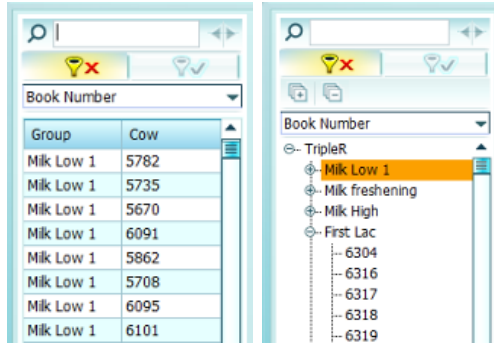 Book Number
Group Cow
Milk Low 1 5782
Milk Low 1 5735
Milk Low 1 5670
Milk Low 1 6091
Milk Low 1 5862
Milk Low 1 5708
Milk Low 1 6095
Milk Low 1 6101
Book Number
TripleR
Milk Low 1
Milk freshening
Milk High
First Lac
6304
6316
6317
6318
6319